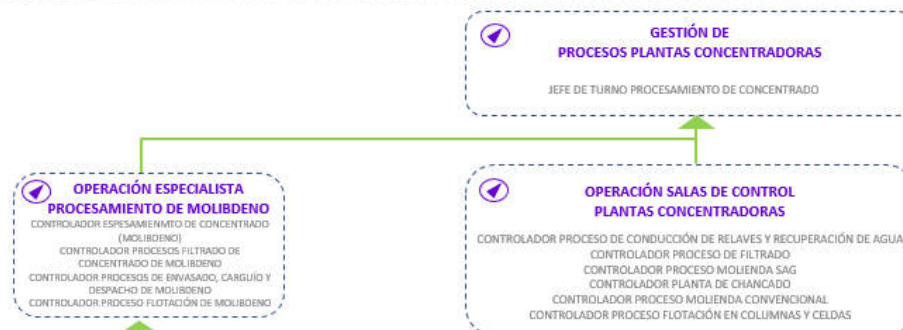 GESTIÓN DE
PROCESOS PLANTAS CONCENTRADORAS
JEFE DE TURNO PROCESAMIENTO DE CONCENTRADO
OPERACIÓN ESPECIALISTA
PROCESAMIENTO DE MOLIBDENO
CONTROLADOR ESPESAMIENMTO DE CONCENTRADO
(MOLIBDENO)
CONTROLADOR PROCESOS FILTRADO DE
CONCENTRADO DE MOLIBDENO
CONTROLADOR PROCESOS DE ENVASADO, CARGUÍO Y
DESPACHO DE MOLIBDENO
CONTROLADOR PROCESO FLOTACIÓN DE MOLIBDENO
OPERACIÓN SALAS DE CONTROL
PLANTAS CONCENTRADORAS
CONTROLADOR PROCESO DE CONDUCCIÓN DE RELAVES Y RECUPERACIÓN DE AGUA
CONTROLADOR PROCESO DE FILTRADO
CONTROLADOR PROCESO MOLIENDA SAG
CONTROLADOR PLANTA DE CHANCADO
CONTROLADOR PROCESO MOLIENDA CONVENCIONAL
CONTROLADOR PROCESO FLOTACIÓN EN COLUMNAS Y CELDAS